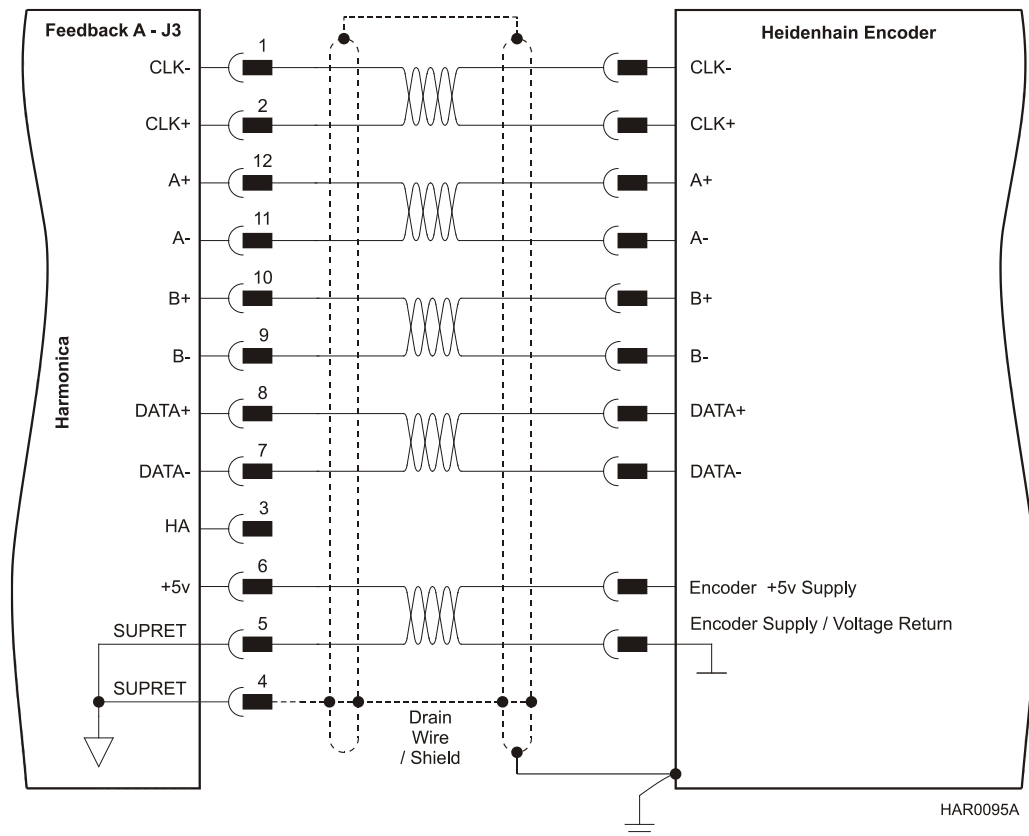 Feedback A - J3
Heidenhain Encoder
CLK- 1 CLK-
CLK+ 2 CLK+
A+ 12 A+
A- 11 A-
B+ 10 B+
B- 9 B-
Harmonica
DATA+ 8 DATA+
DATA- 7 DATA-
HA 3
+5v 6 Encoder +5v Supply
SUPRET 5 Encoder Supply / Voltage Return
SUPRET 4
Drain
Wire
/ Shield
HAR0095A